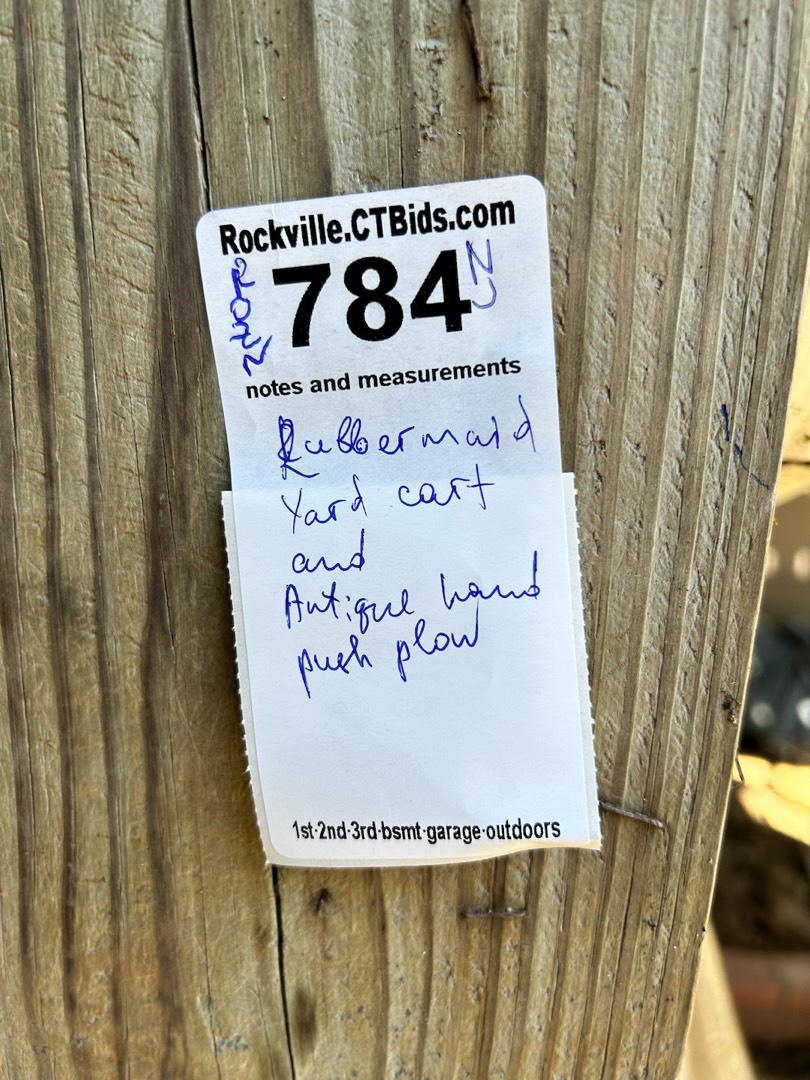 Rockville.CTBids.com
784
notes and measurements
Rubbermaid
Yard cart
and
Antique hand
push plow
1st·2nd·3rd·bsmt·garage·outdoors